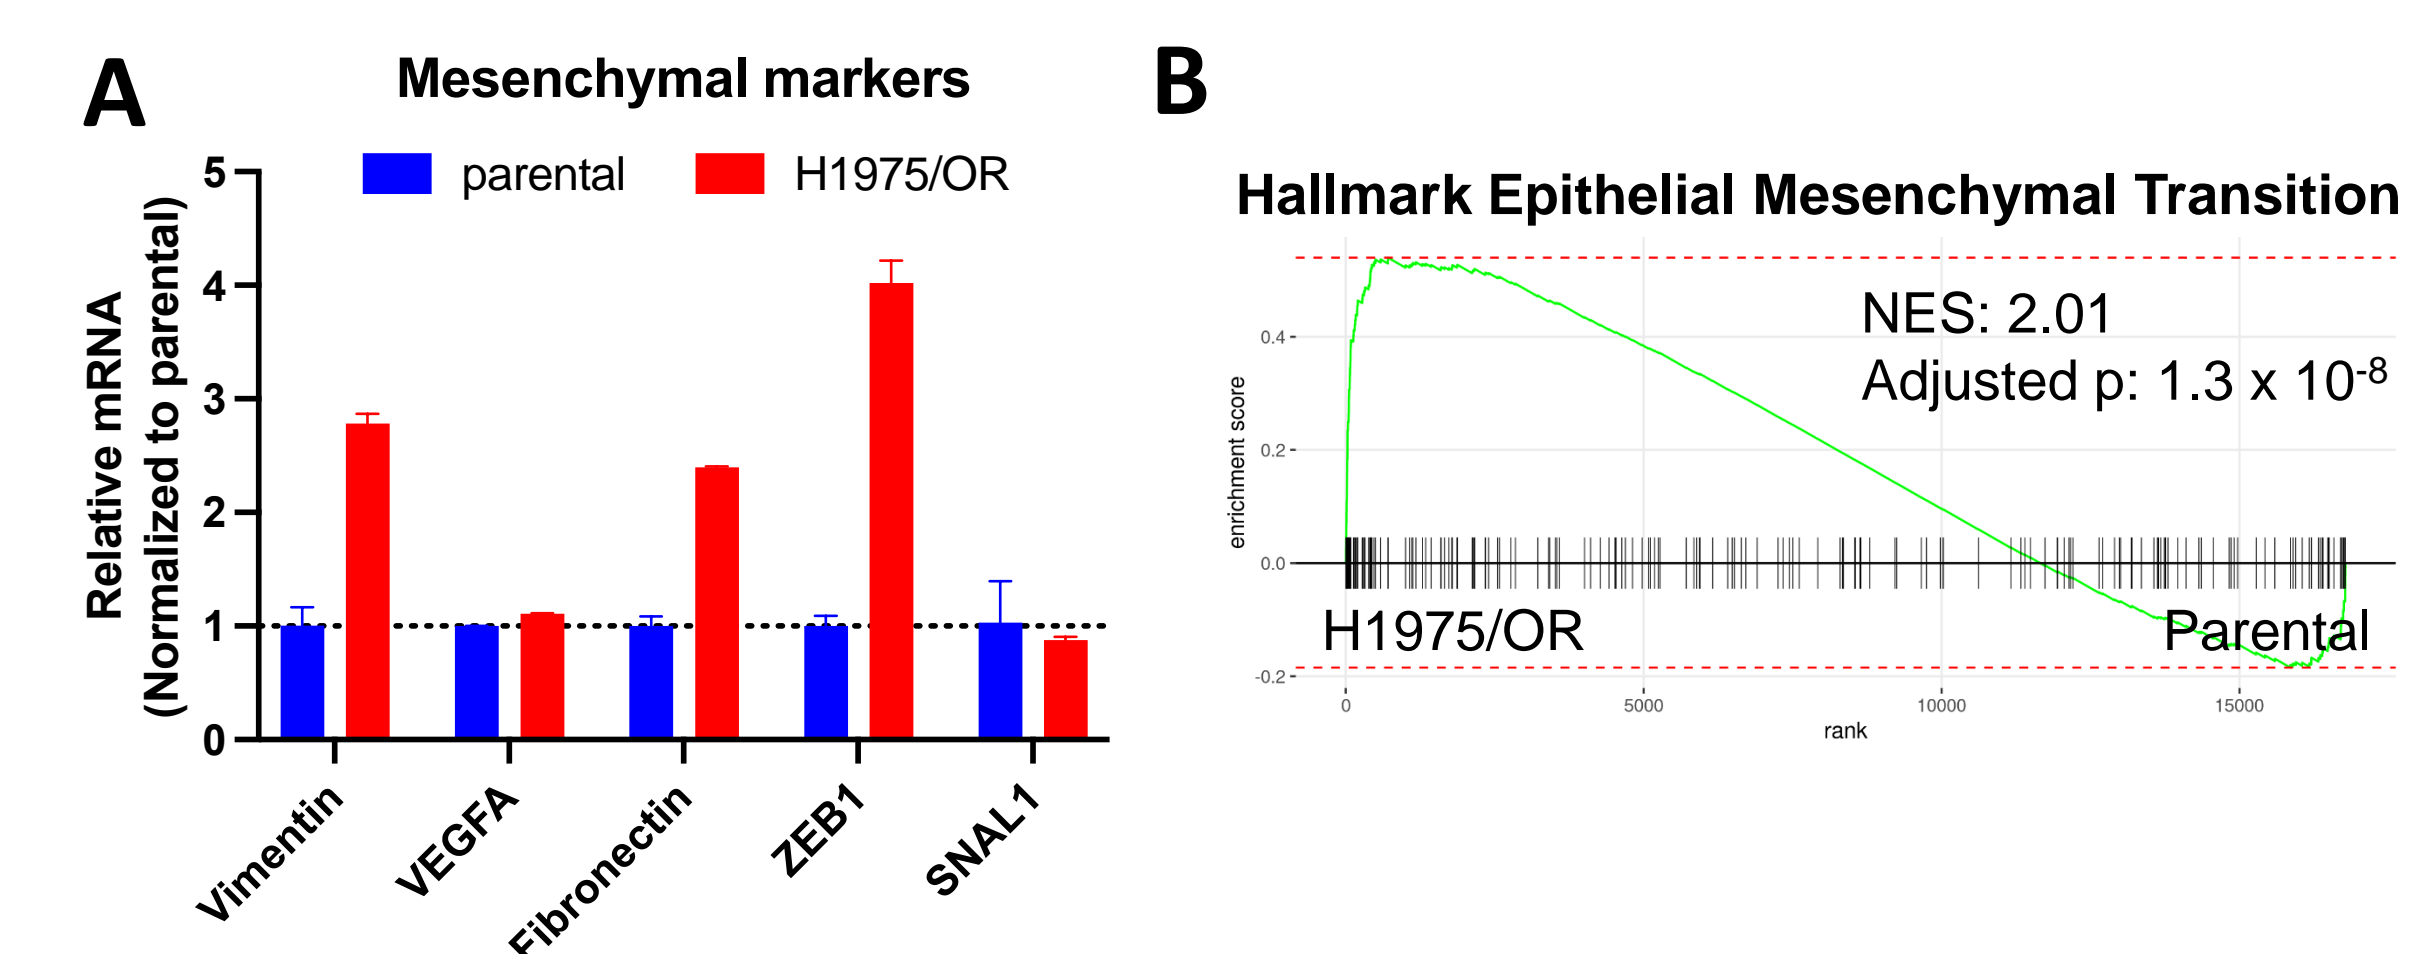 A
Mesenchymal markers
parental
H1975/OR
Relative mRNA
(Normalized to parental)
5
4
3
2
1
0
Vimentin
VEGFA
Fibronectin
ZEB1
SNAL1
B
Hallmark Epithelial Mesenchymal Transition
NES: 2.01
Adjusted p: 1.3 x 10-8
enrichment score
0.4
0.2
0.0
-0.2
H1975/OR
Parental
0
5000
10000
15000
rank